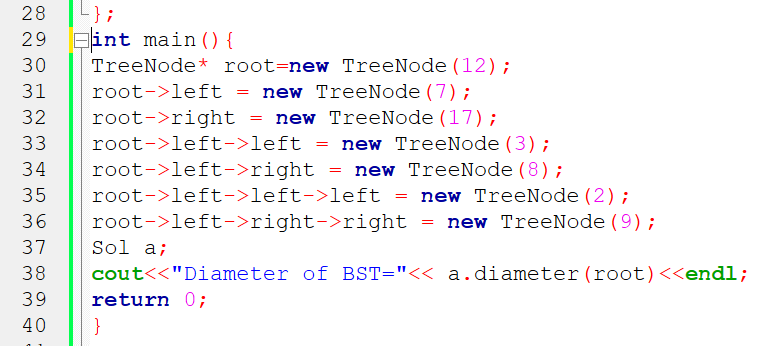 28 };
29 int main(){
30 TreeNode* root=new TreeNode(12);
31 root->left = new TreeNode(7);
32 root->right = new TreeNode(17);
33 root->left->left = new TreeNode(3);
34 root->left->right = new TreeNode(8);
35 root->left->left->left = new TreeNode(2);
36 root->left->right->right = new TreeNode(9);
37 Sol a;
38 cout<<"Diameter of BST="<< a.diameter(root)<<endl;
39 return 0;
40 }